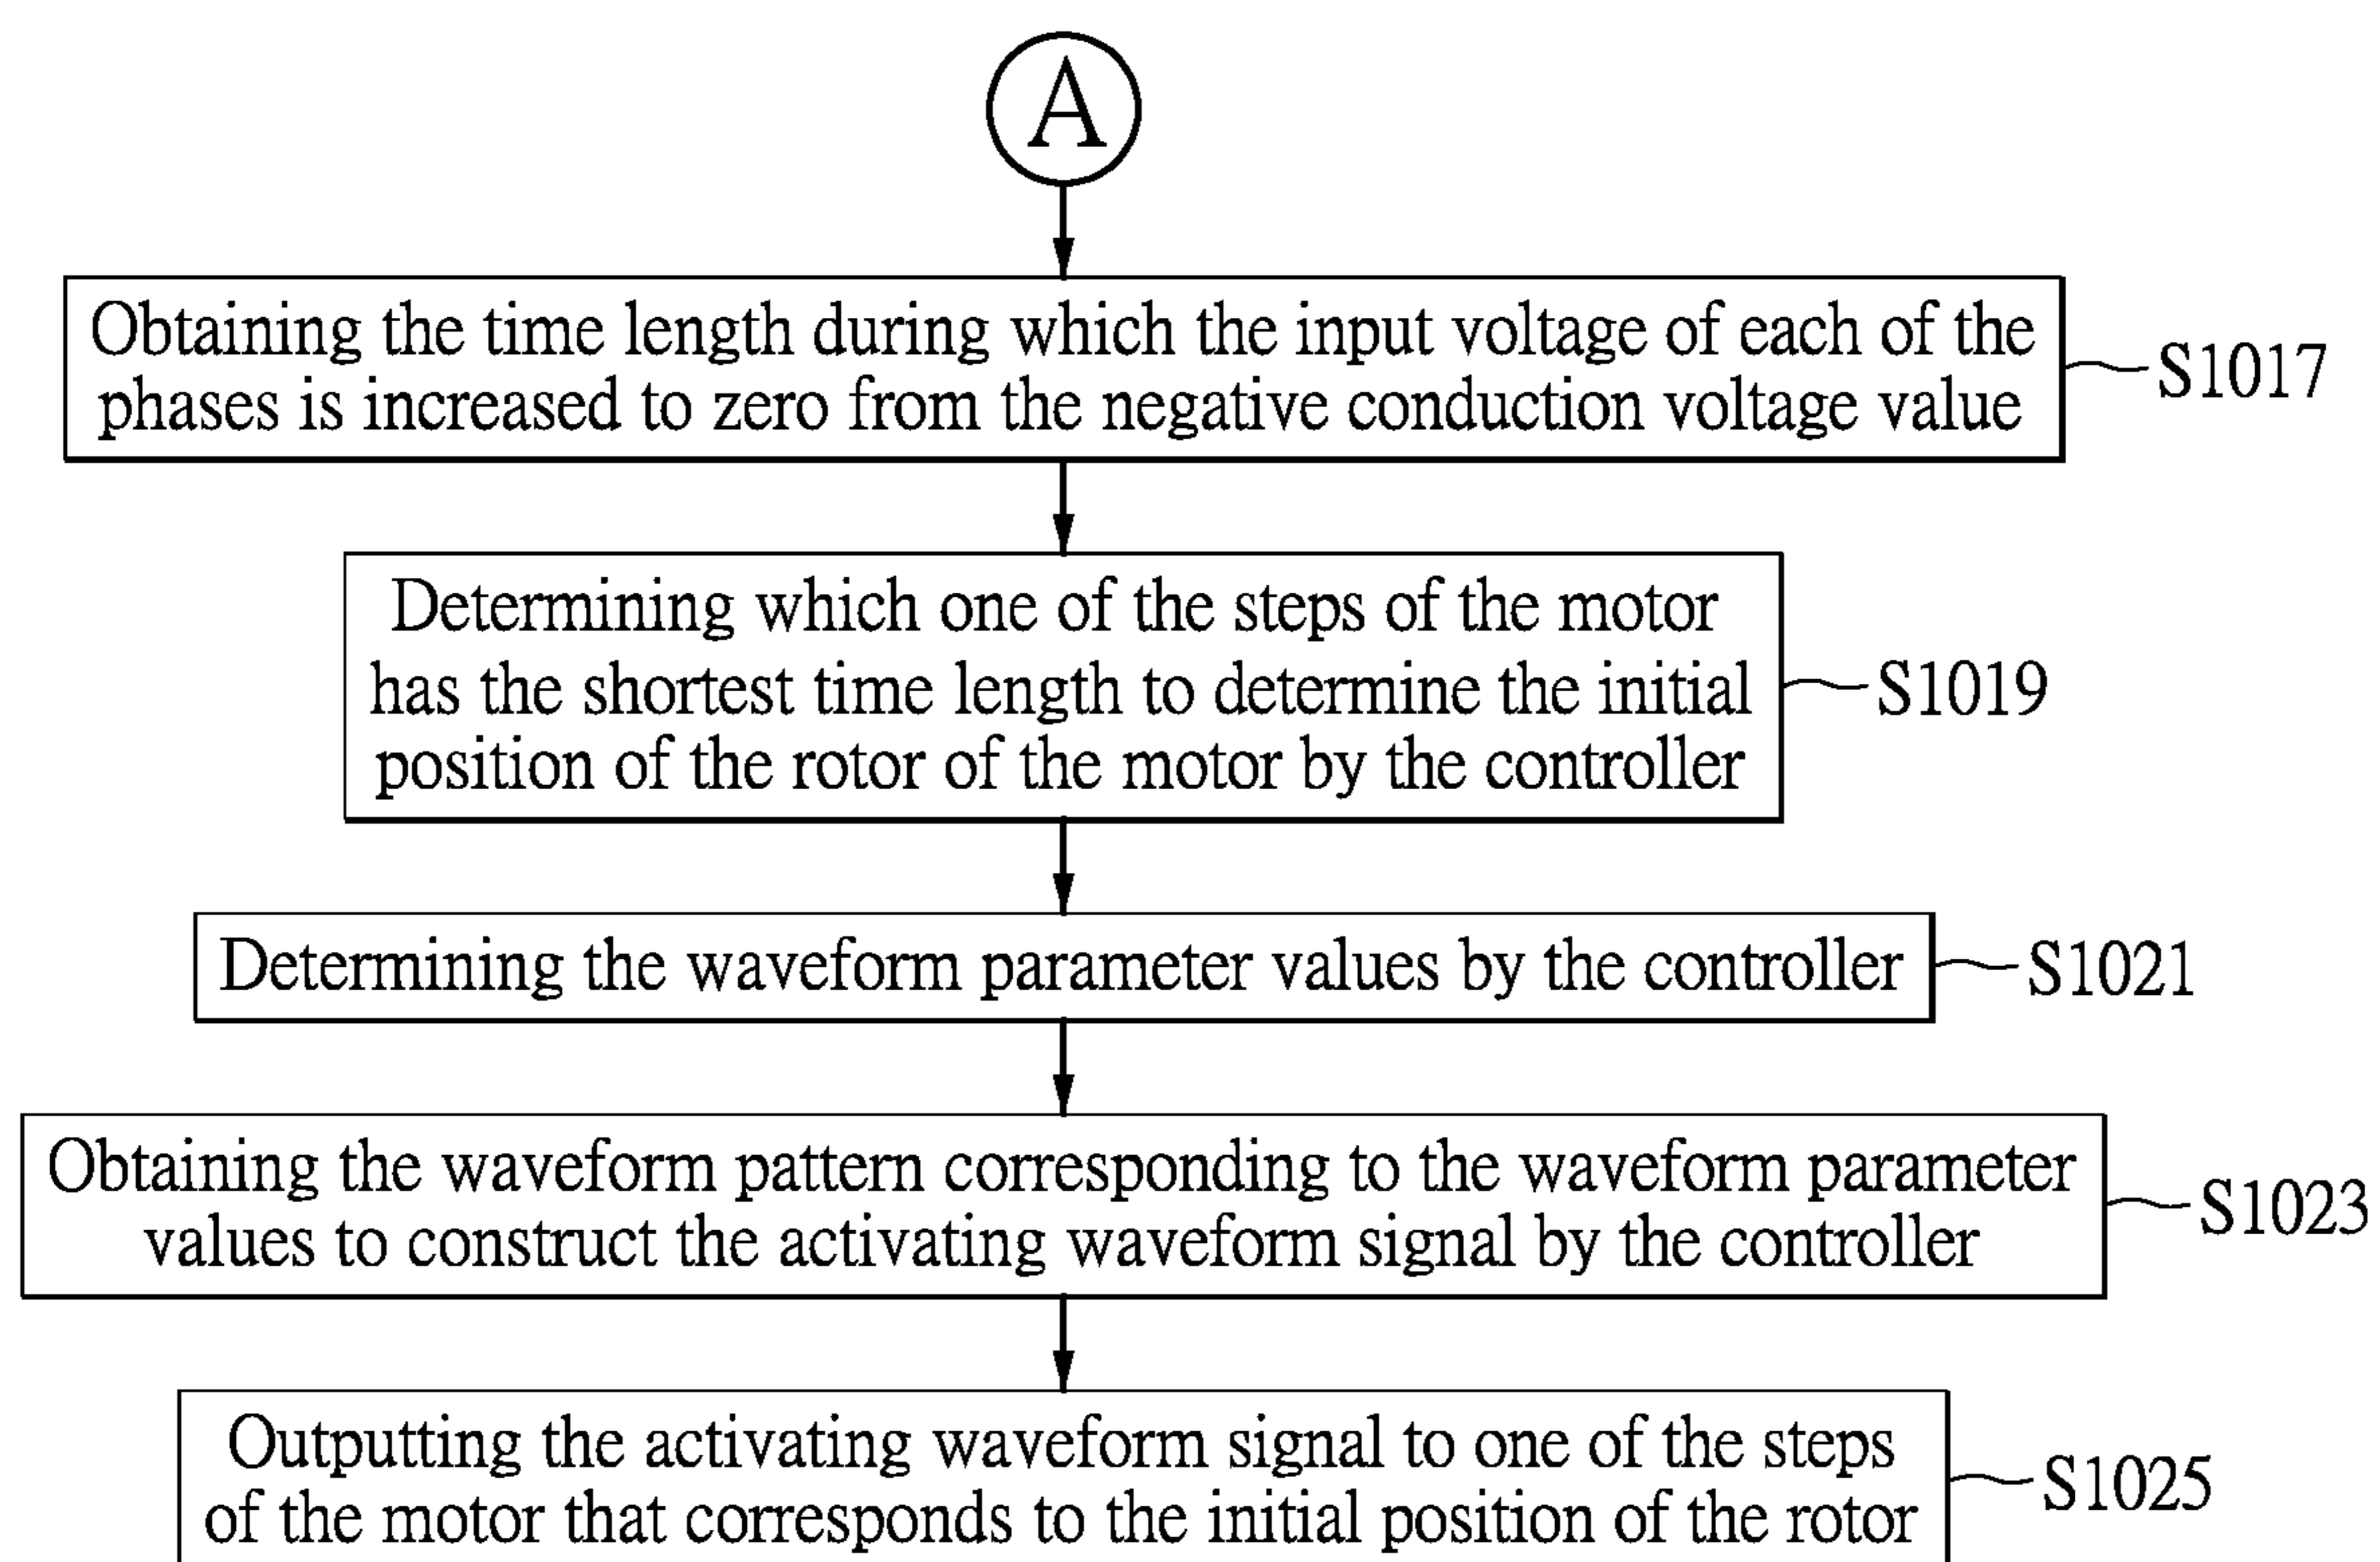 A
Obtaining the time length during which the input voltage of each of the
phases is increased to zero from the negative conduction voltage value
S1017
Determining which one of the steps of the motor
has the shortest time length to determine the initial
position of the rotor of the motor by the controller
S1019
Determining the waveform parameter values by the controller
S1021
Obtaining the waveform pattern corresponding to the waveform parameter
values to construct the activating waveform signal by the controller
S1023
Outputting the activating waveform signal to one of the steps
of the motor that corresponds to the initial position of the rotor
S1025